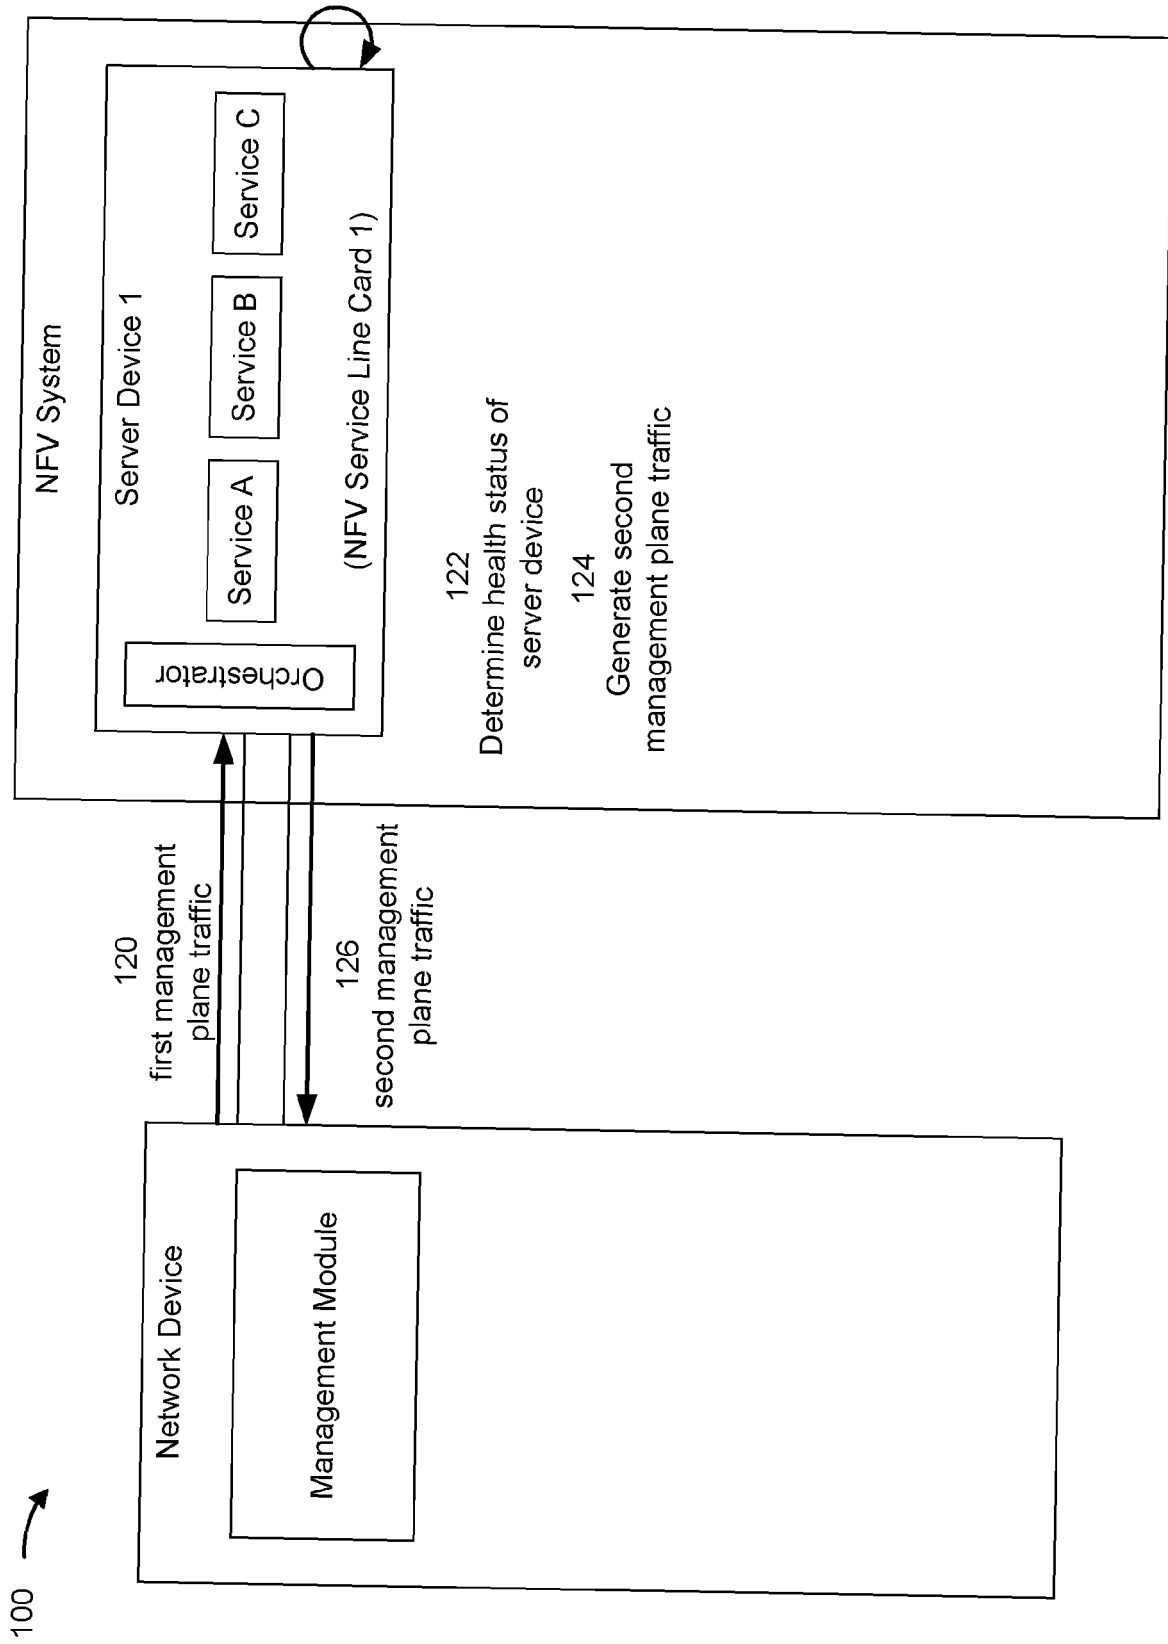 100
Network Device
Management Module
120
first management
plane traffic
126
second management
plane traffic
NFV System
Server Device 1
Orchestrator
Service A
Service B
Service C
(NFV Service Line Card 1)
122
Determine health status of
server device
124
Generate second
management plane traffic